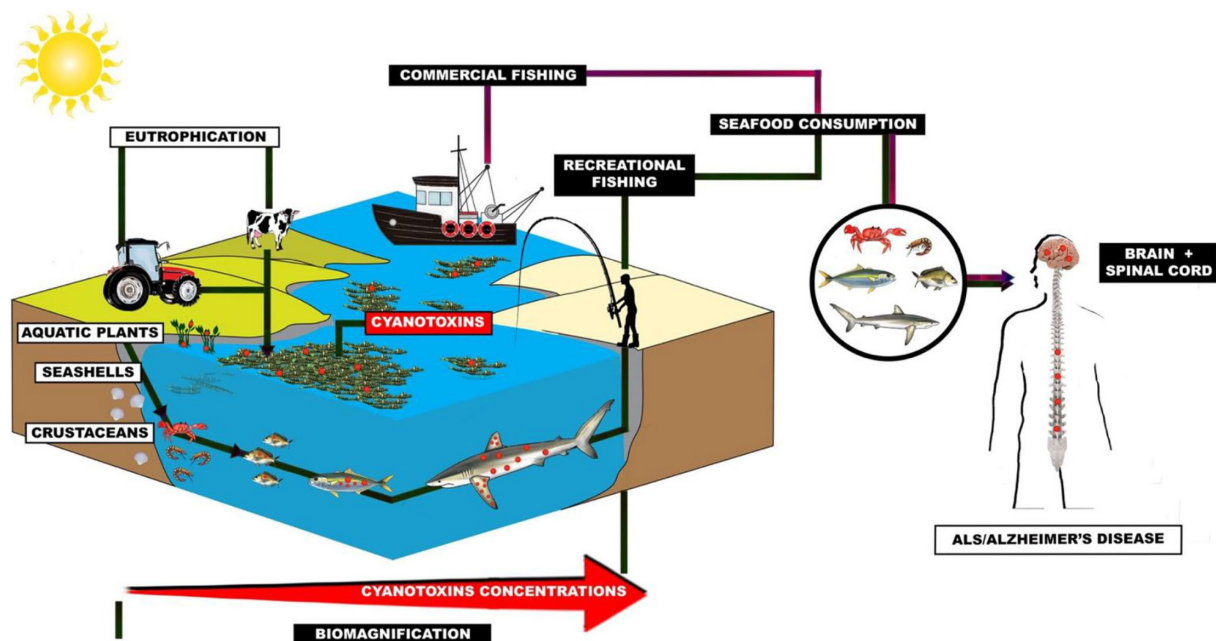 COMMERCIAL FISHING
EUTROPHICATION
SEAFOOD CONSUMPTION
RECREATIONAL
FISHING
BRAIN +
SPINAL CORD
AQUATIC PLANTS
CYANOTOXINS
SEASHELLS
CRUSTACEANS
ALS/ALZHEIMER'S DISEASE
CYANOTOXINS CONCENTRATIONS
BIOMAGNIFICATION